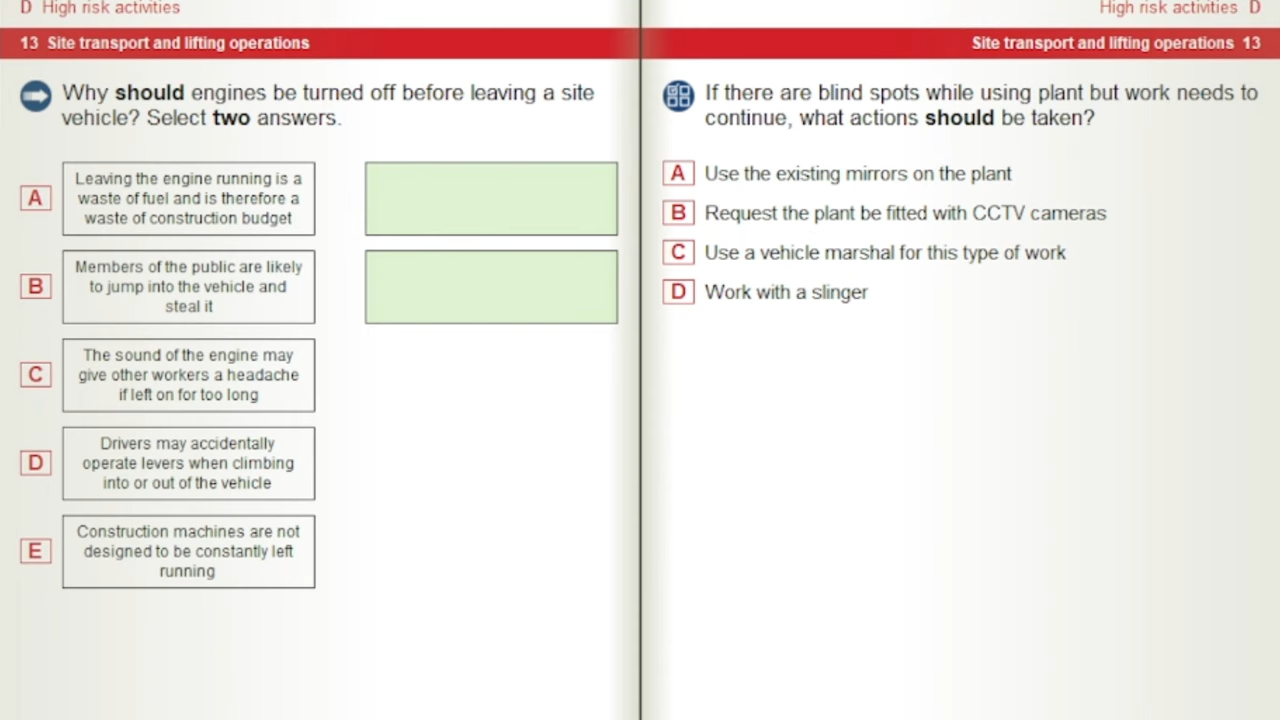 D High risk activities
13 Site transport and lifting operations
Why should engines be turned off before leaving a site
vehicle? Select two answers.
A
Leaving the engine running is a
waste of fuel and is therefore a
waste of construction budget
B
Members of the public are likely
to jump into the vehicle and
steal it
C
The sound of the engine may
give other workers a headache
if left on for too long
D
Drivers may accidentally
operate levers when climbing
into or out of the vehicle
E
Construction machines are not
designed to be constantly left
running
High risk activities D
Site transport and lifting operations 13
If there are blind spots while using plant but work needs to
continue, what actions should be taken?
A Use the existing mirrors on the plant
B Request the plant be fitted with CCTV cameras
C Use a vehicle marshal for this type of work
D Work with a slinger